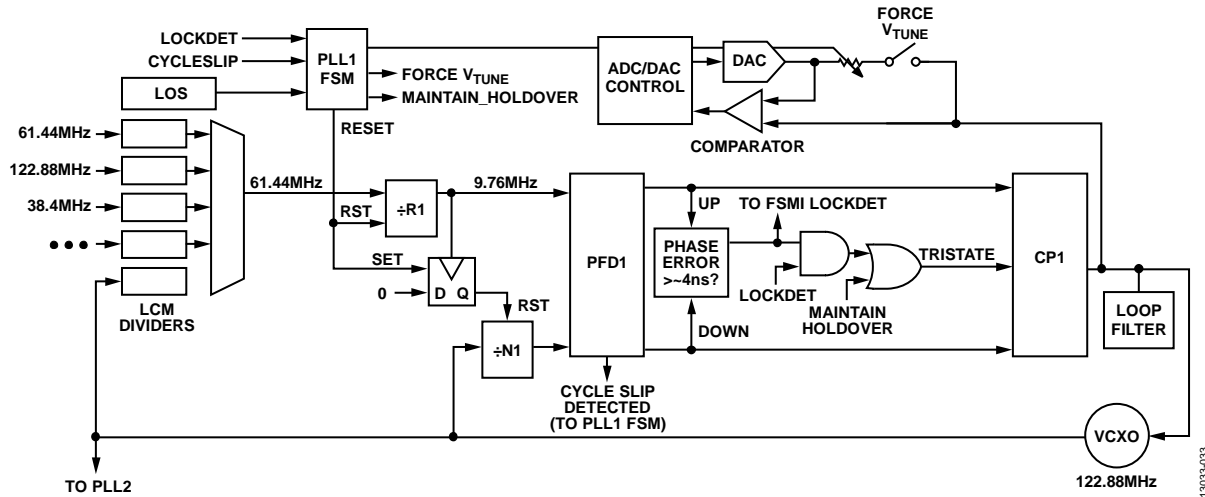 LOCKDET
CYCLESLIP
LOS
PLL1
FSM
FORCE VTUNE
MAINTAIN_HOLDOVER
RESET
ADC/DAC
CONTROL
DAC
COMPARATOR
FORCE
VTUNE
61.44MHz
122.88MHz
38.4MHz
LCM
DIVIDERS
61.44MHz
RST
÷R1
9.76MHz
SET
0
D Q
RST
÷N1
PFD1
CYCLE SLIP
DETECTED
(TO PLL1 FSM)
UP
TO FSMI LOCKDET
PHASE
ERROR
>~4ns?
DOWN
LOCKDET
MAINTAIN
HOLDOVER
TRISTATE
CP1
LOOP
FILTER
VCXO
122.88MHz
TO PLL2
13033-033